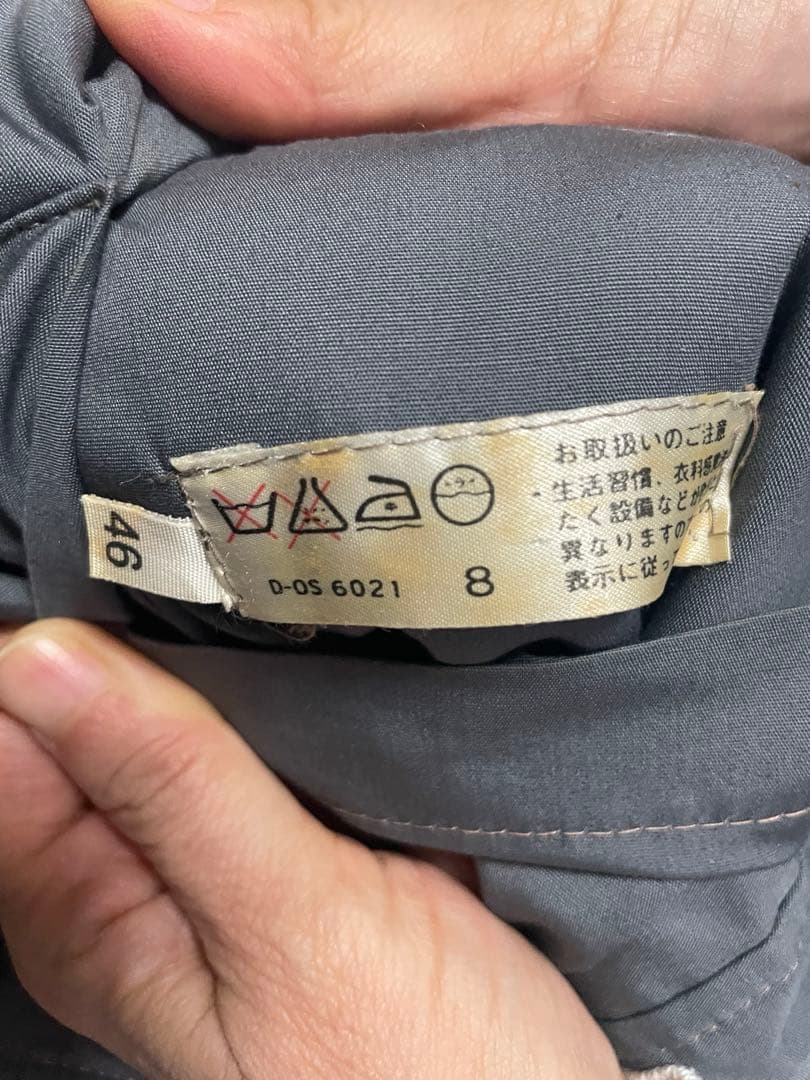 46
D-OS 6021
8
お取扱いのご注意
・生活習慣、衣料
たく設備などが
異なりますので
表示に従っ